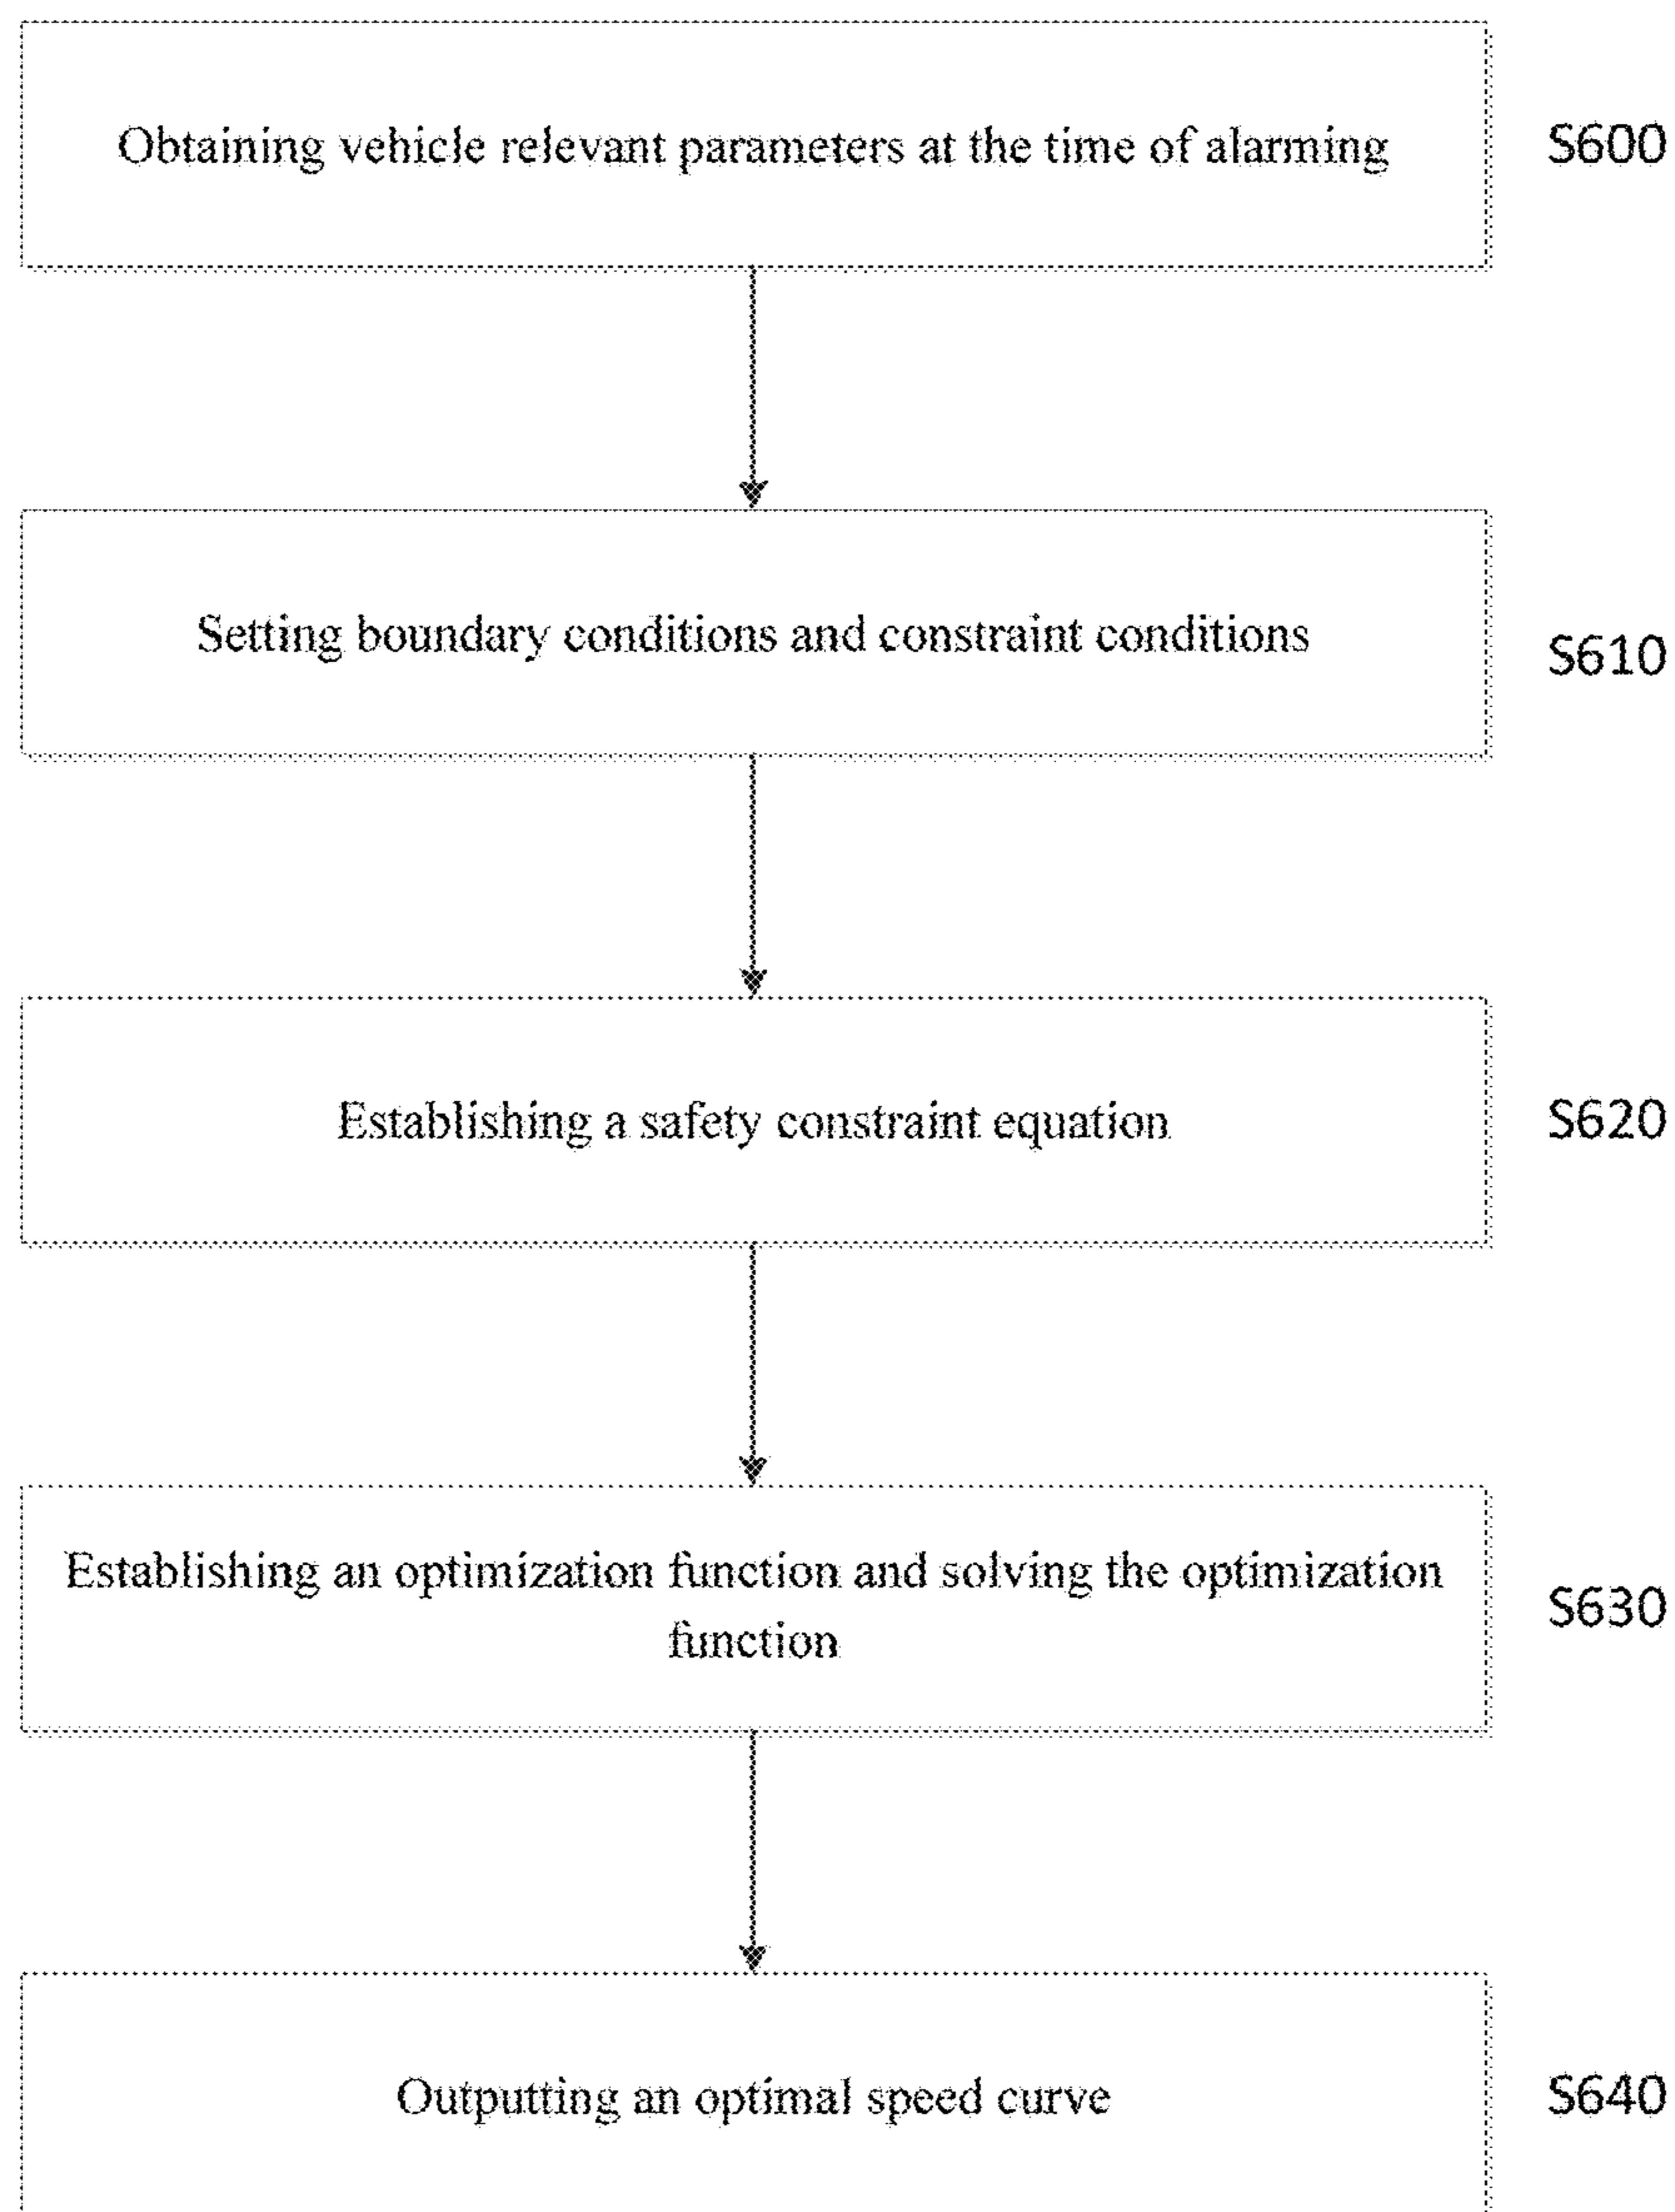 Obtaining vehicle relevant parameters at the time of alarming
S600
Setting boundary conditions and constraint conditions
S610
Establishing a safety constraint equation
S620
Establishing an optimization function and solving the optimization
function
S630
Outputting an optimal speed curve
S640